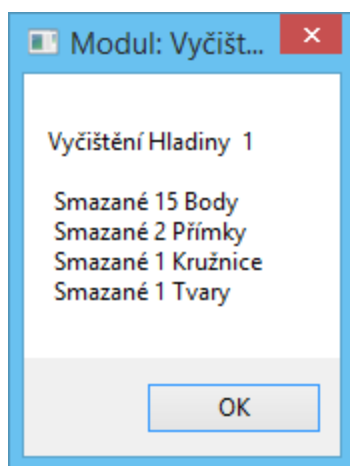 Modul: Vyčišt...
Vyčištění Hladiny  1
Smazané 15 Body
Smazané 2 Přímky
Smazané 1 Kružnice
Smazané 1 Tvary
OK